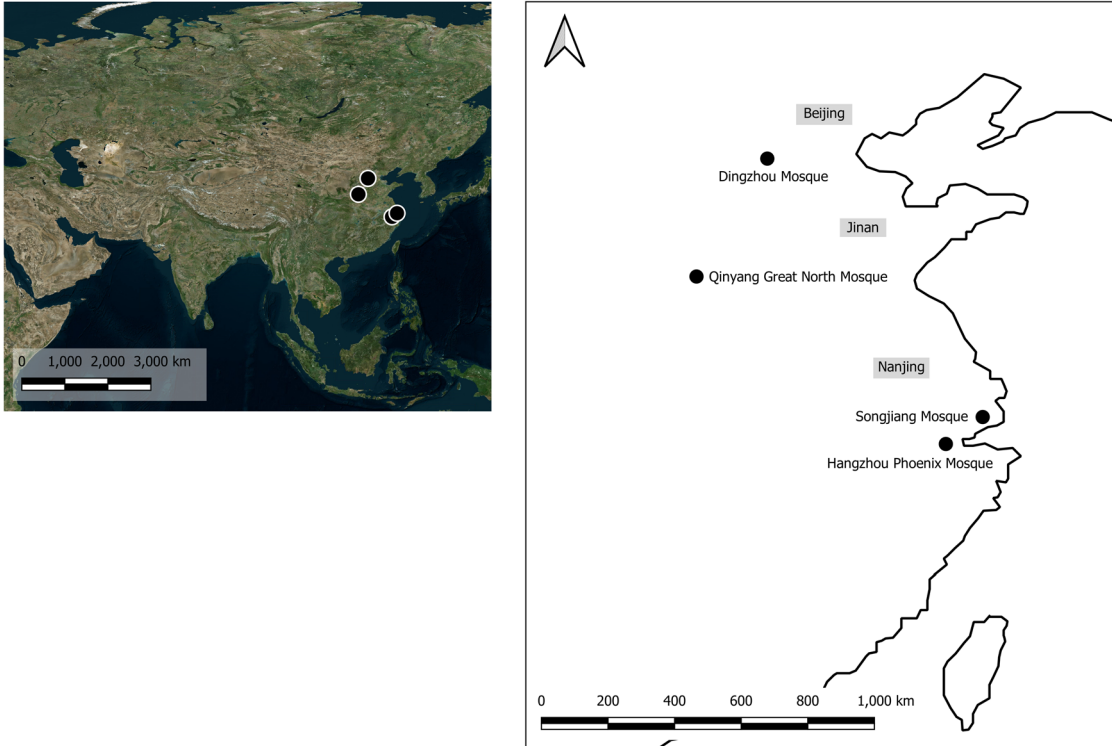 0 1,000 2,000 3,000 km
Beijing
Dingzhou Mosque
Jinan
Qinyang Great North Mosque
Nanjing
Songjiang Mosque
Hangzhou Phoenix Mosque
0 200 400 600 800 1,000 km